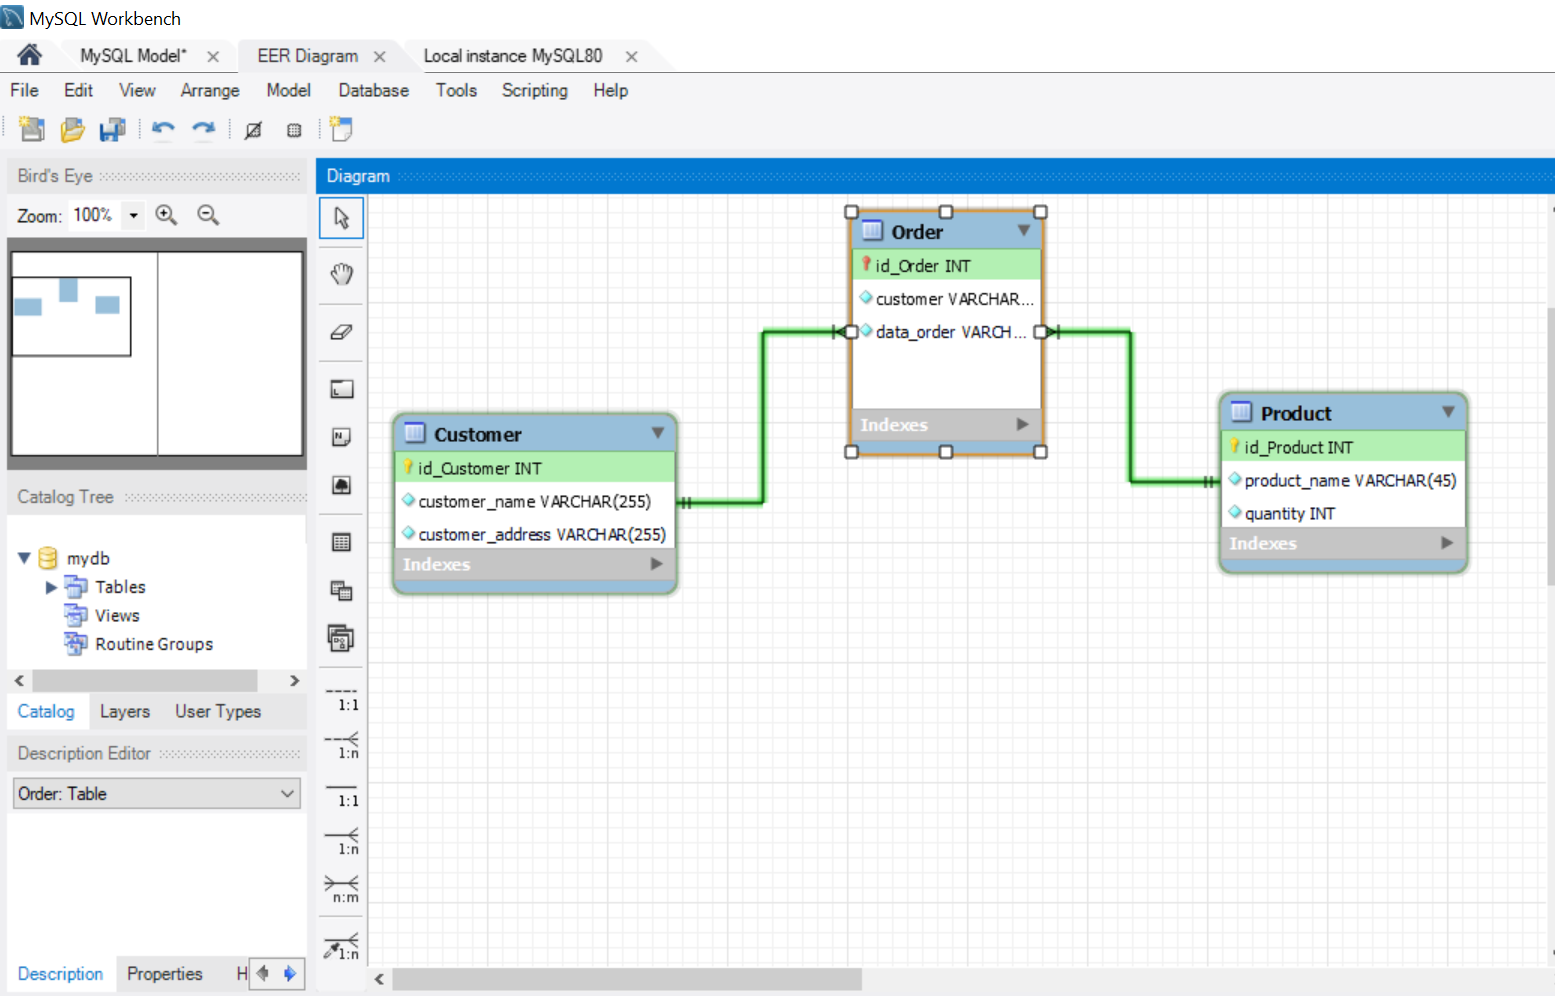 MySQL Workbench
MySQL Model* EER Diagram Local instance MySQL80
File Edit View Arrange Model Database Tools Scripting Help
Bird's Eye
Zoom: 100%
Catalog Tree
mydb
Tables
Views
Routine Groups
Catalog Layers User Types
Description Editor
Order: Table
Description Properties H
Diagram
1:1
1:n
1:1
1:n
n:m
1:n
Order
id_Order INT
customer VARCHAR...
data_order VARCH...
Indexes
Customer
id_Customer INT
customer_name VARCHAR(255)
customer_address VARCHAR(255)
Indexes
Product
id_Product INT
product_name VARCHAR(45)
quantity INT
Indexes